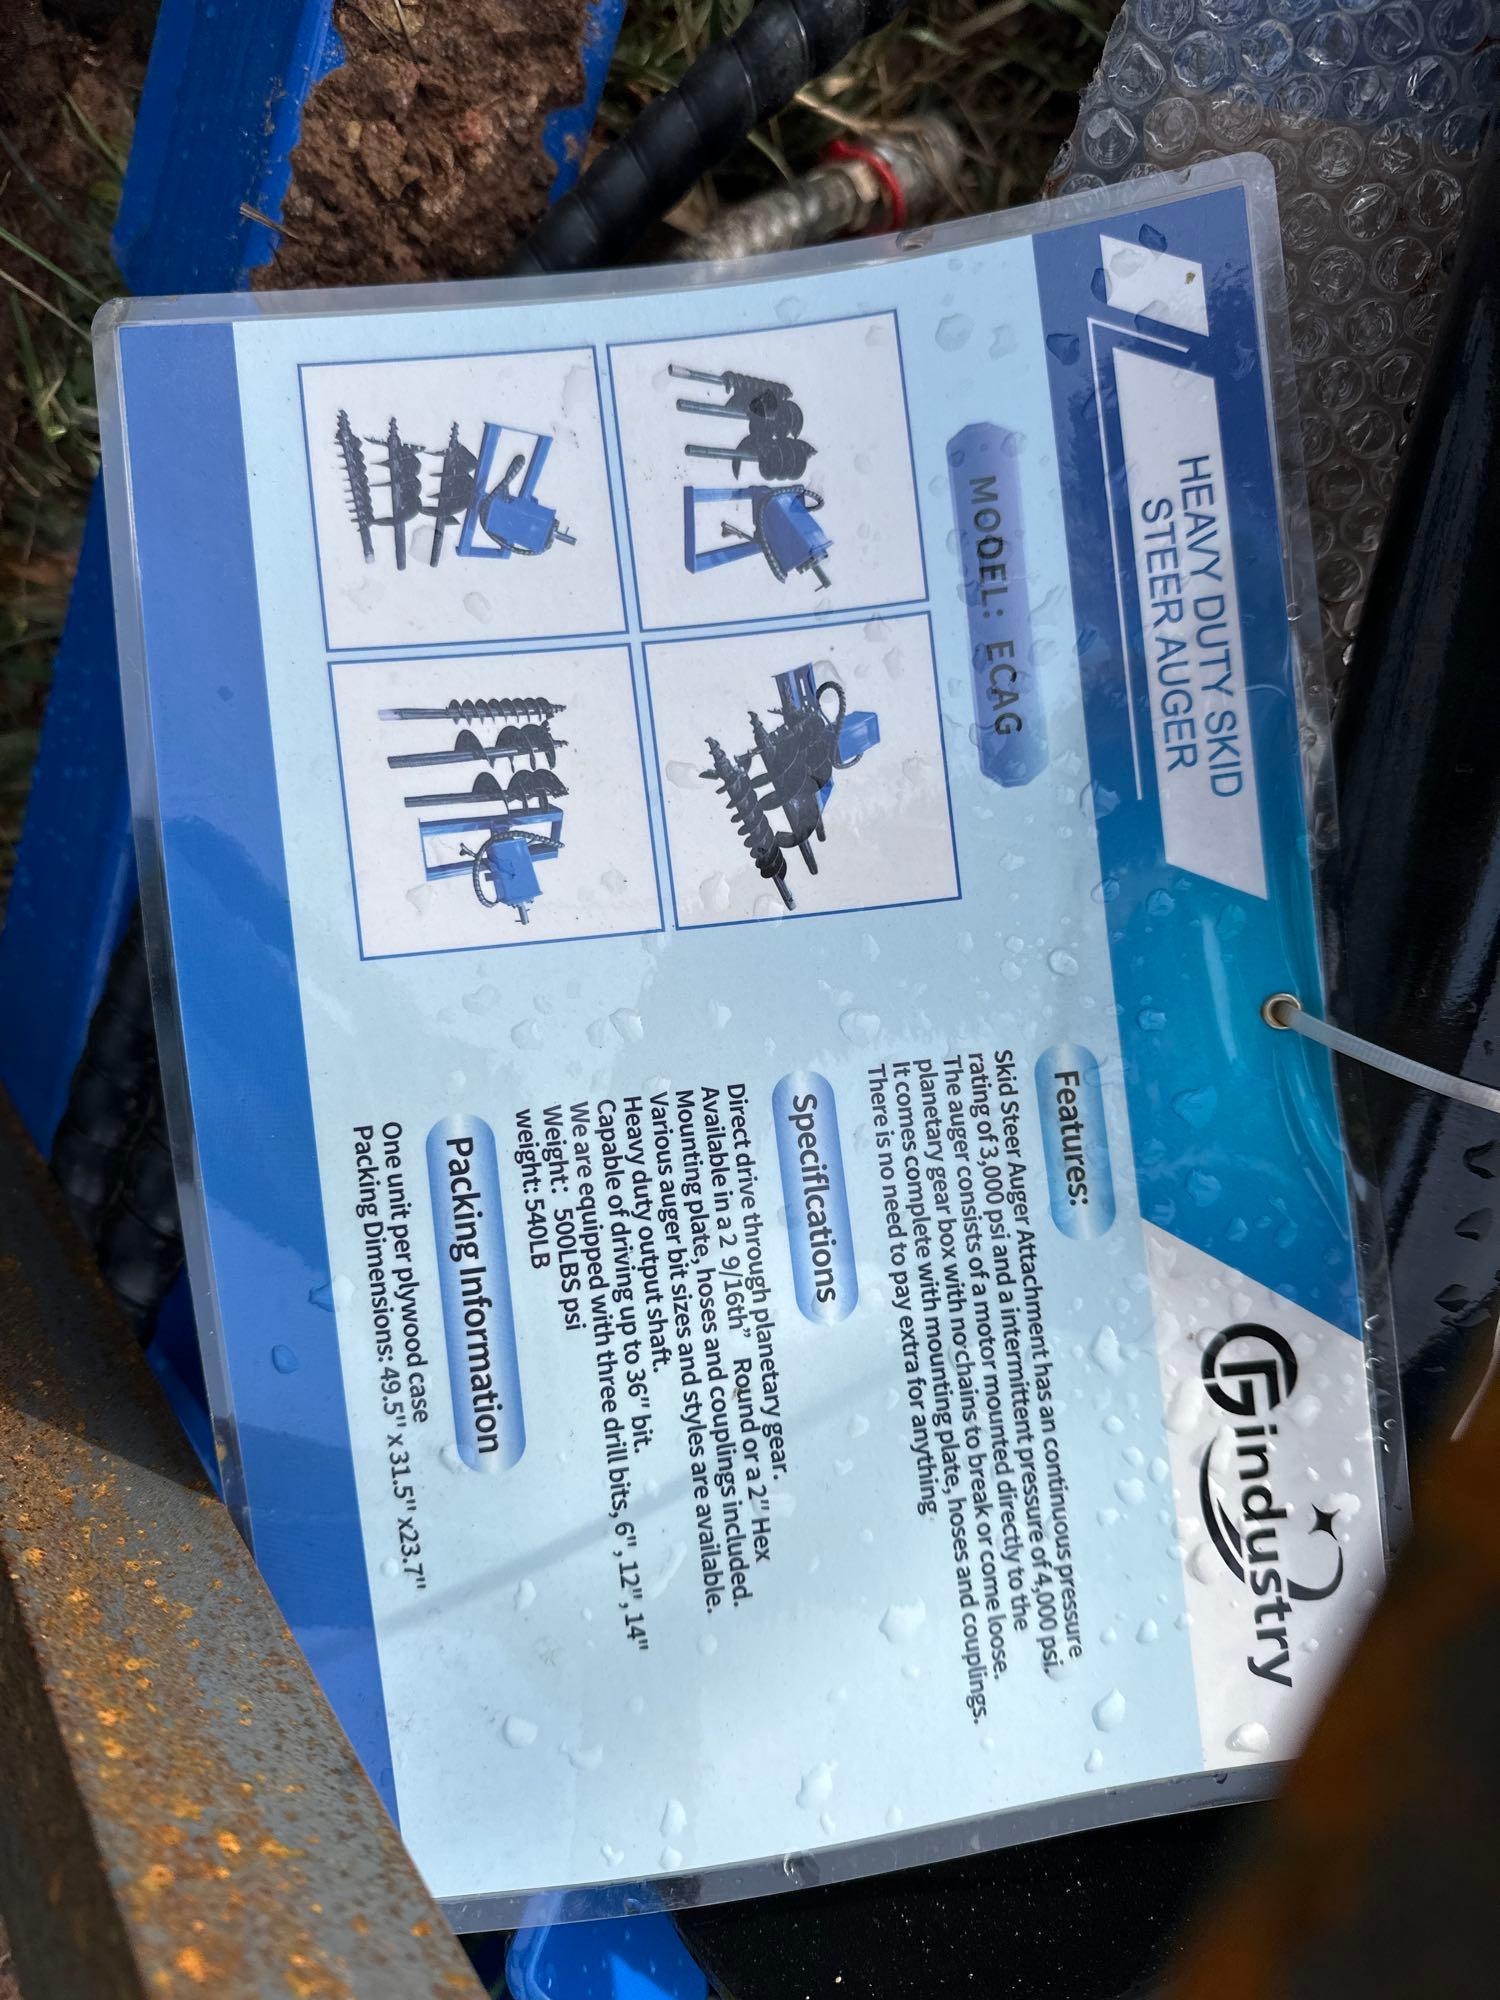 HEAVY DUTY SKID
STEER AUGER
GFindustry
MODEL: ECAG
Features:
Skid Steer Auger Attachment has an continuous pressure
rating of 3,000 psi and a intermittent pressure of 4,000 psi.
The auger consists of a motor mounted directly to the
planetary gear box with no chains to break or come loose.
It comes complete with mounting plate, hoses and couplings.
There is no need to pay extra for anything
Specifications
Direct drive through planetary gear.
Available in a 2 9/16th” Round or a 2" Hex
Mounting plate, hoses and couplings included.
Various auger bit sizes and styles are available.
Heavy duty output shaft.
Capable of driving up to 36" bit.
We are equipped with three drill bits, 6", 12", 14"
Weight: 500LBS psi
weight: 540LB
Packing Information
One unit per plywood case
Packing Dimensions: 49.5" x 31.5" x23.7"